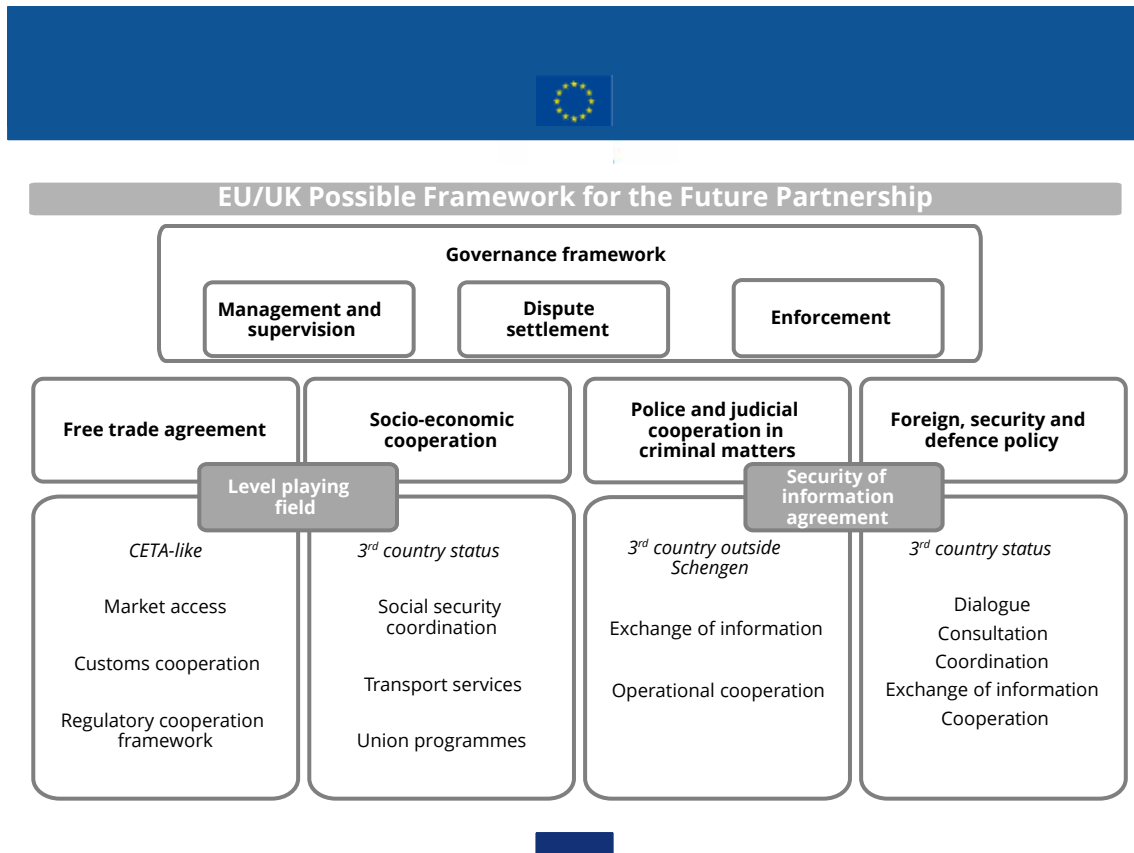 EU/UK Possible Framework for the Future Partnership
Governance framework
Management and
supervision
Dispute
settlement
Enforcement
Free trade agreement
Socio-economic
cooperation
Police and judicial
cooperation in
criminal matters
Foreign, security and
defence policy
Level playing
field
Security of
information
agreement
CETA-like
Market access
Customs cooperation
Regulatory cooperation
framework
3rd country status
Social security
coordination
Transport services
Union programmes
3rd country outside
Schengen
Exchange of information
Operational cooperation
3rd country status
Dialogue
Consultation
Coordination
Exchange of information
Cooperation